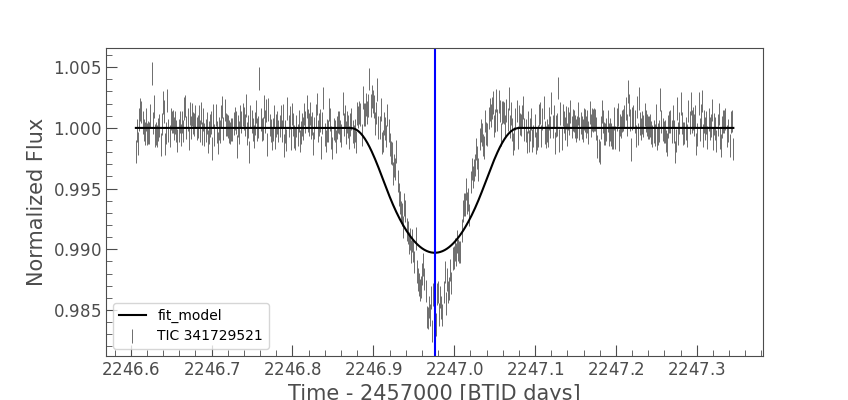 Normalized Flux
1.005
1.000
0.995
0.990
0.985
fit_model
TIC 341729521
2246.6 2246.7 2246.8 2246.9 2247.0 2247.1 2247.2 2247.3
Time - 2457000 [BTJD days]